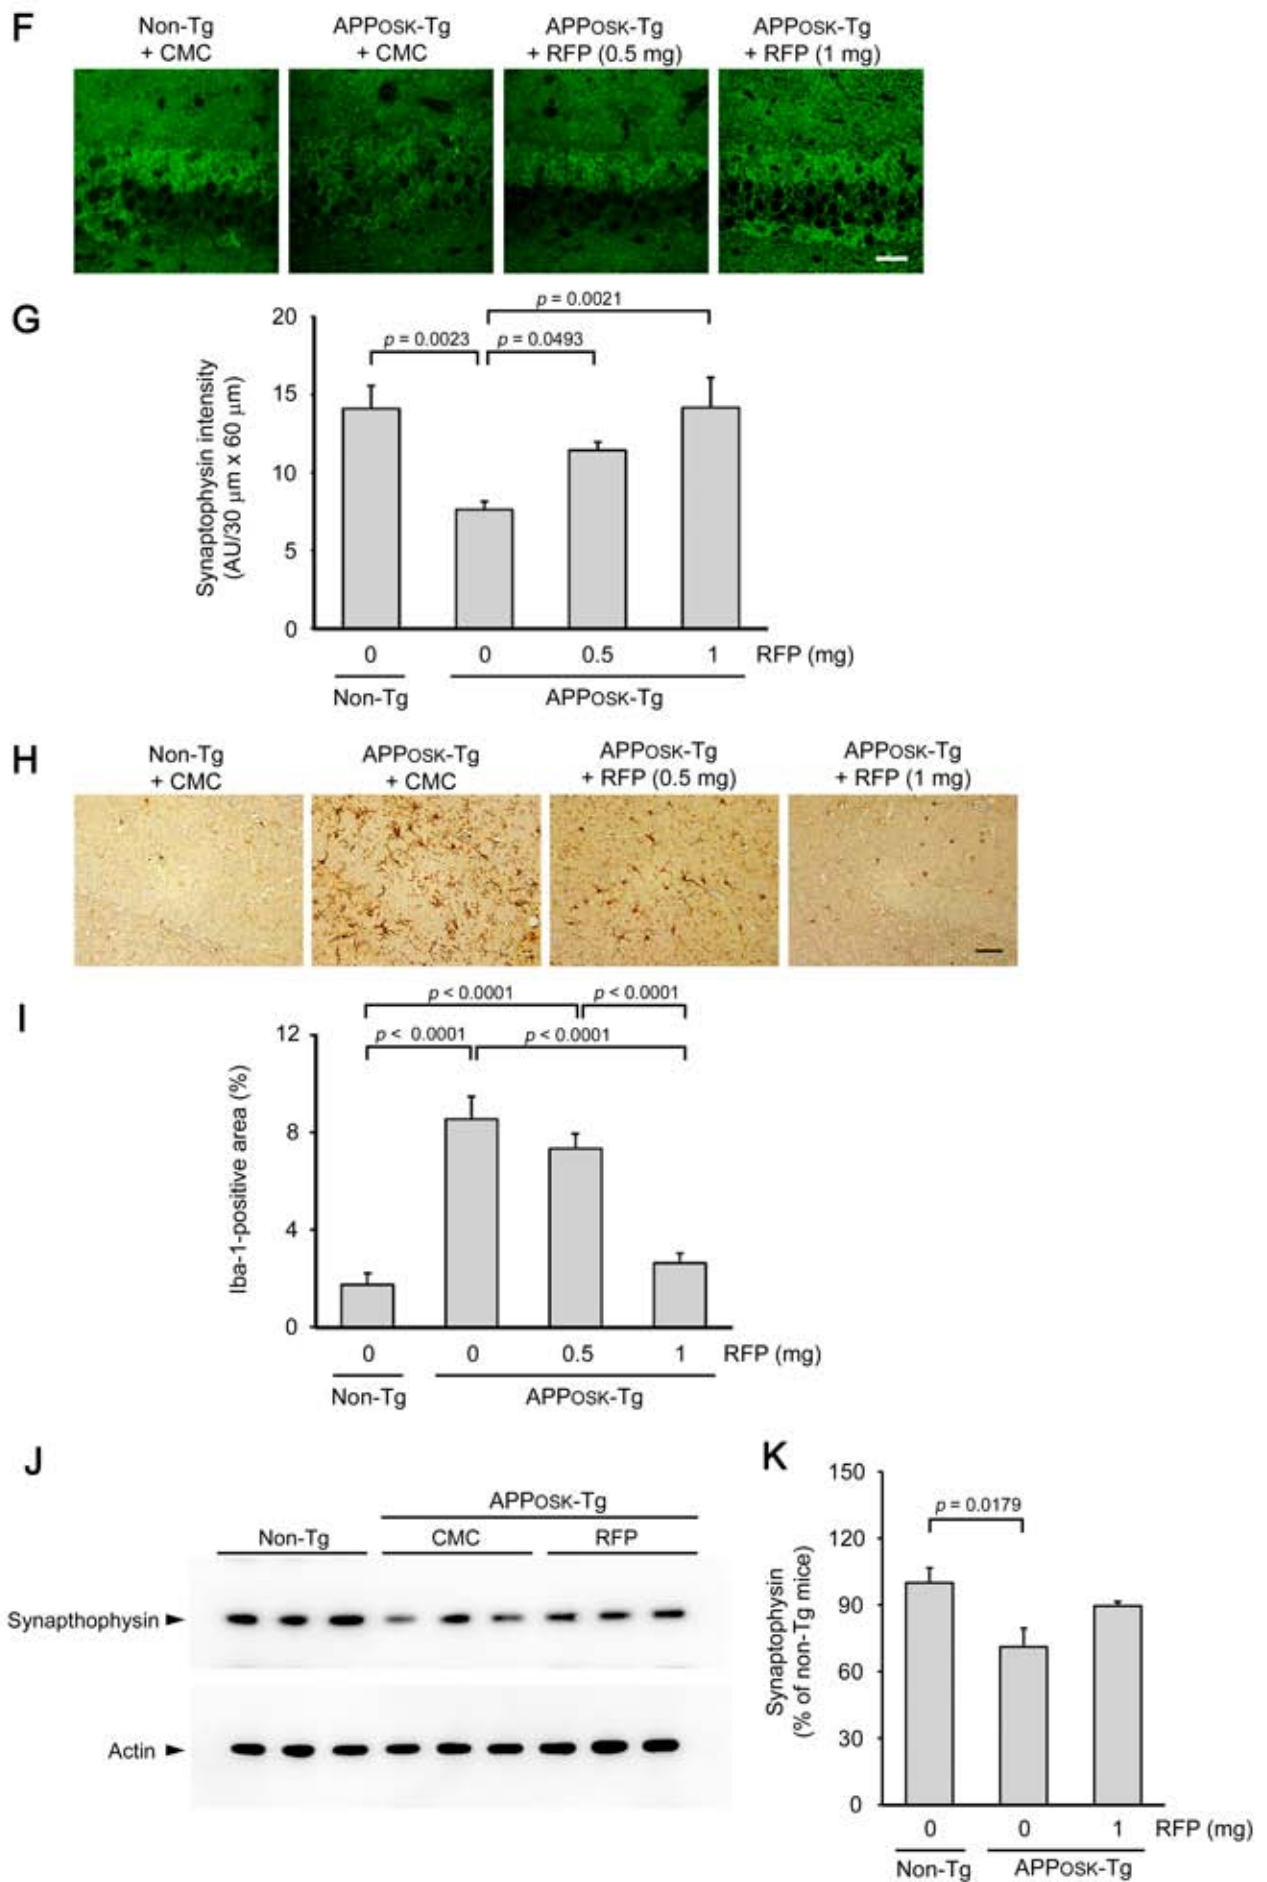 F
Non-Tg
+ CMC
APPOSK-Tg
+ CMC
APPOSK-Tg
+ RFP (0.5 mg)
APPOSK-Tg
+ RFP (1 mg)
G
p = 0.0021
p = 0.0023
p = 0.0493
Synaptophysin intensity
(AU/30 µm x 60 µm)
20
15
10
5
0
0
0
0.5
1
RFP (mg)
Non-Tg
APPOSK-Tg
H
Non-Tg
+ CMC
APPOSK-Tg
+ CMC
APPOSK-Tg
+ RFP (0.5 mg)
APPOSK-Tg
+ RFP (1 mg)
I
p < 0.0001
p < 0.0001
p < 0.0001
p < 0.0001
Iba-1-positive area (%)
12
8
4
0
0
0
0.5
1
RFP (mg)
Non-Tg
APPOSK-Tg
J
APPOSK-Tg
Non-Tg
CMC
RFP
Synapthophysin
Actin
K
p = 0.0179
Synaptophysin
(% of non-Tg mice)
150
120
90
60
30
0
0
0
1
RFP (mg)
Non-Tg
APPOSK-Tg